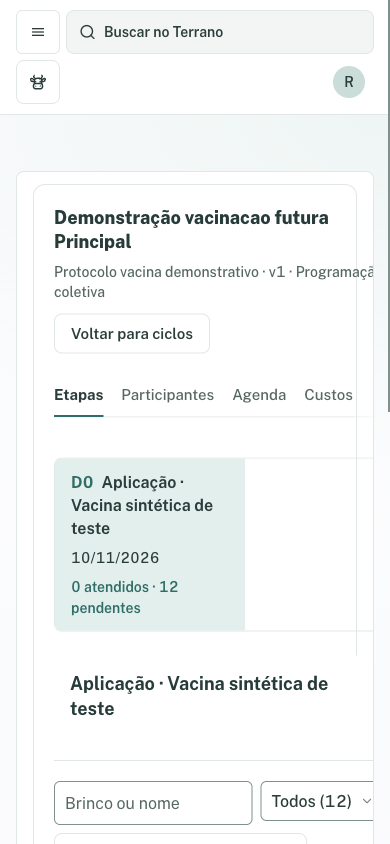 Buscar no Terrano
R
Demonstração vacinacao futura
Principal
Protocolo vacina demonstrativo · v1 · Programaçã
coletiva
Voltar para ciclos
Etapas Participantes Agenda Custos
D0 Aplicação ·
Vacina sintética de
teste
10/11/2026
0 atendidos · 12
pendentes
Aplicação · Vacina sintética de
teste
Brinco ou nome
Todos (12)